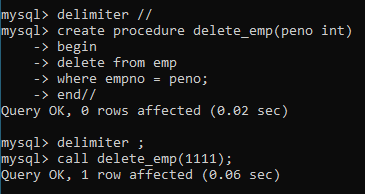 mysql> delimiter //
mysql> create procedure delete_emp(peno int)
    -> begin
    -> delete from emp
    -> where empno = peno;
    -> end//
Query OK, 0 rows affected (0.02 sec)

mysql> delimiter ;
mysql> call delete_emp(1111);
Query OK, 1 row affected (0.06 sec)